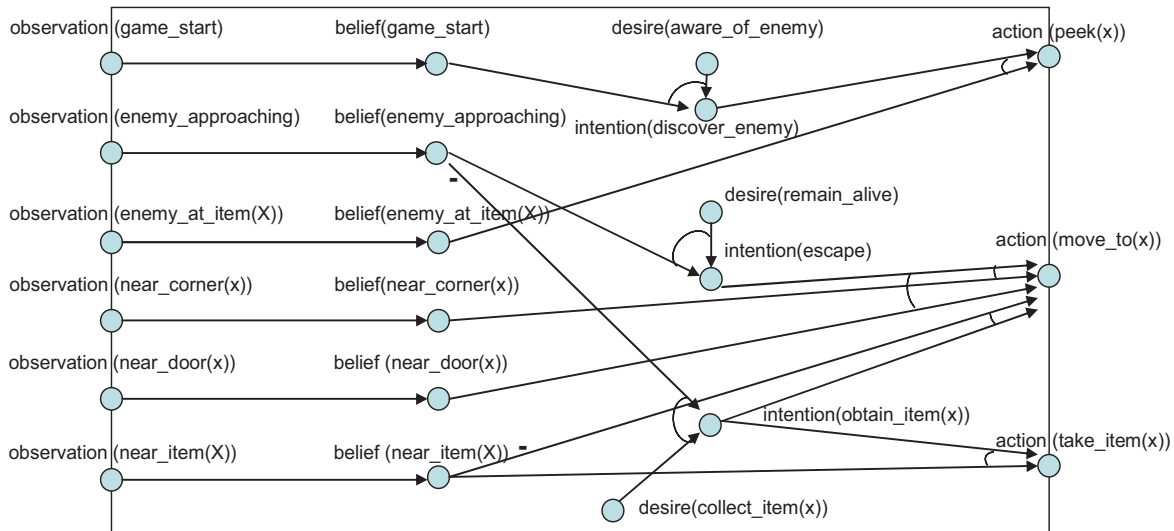 observation (game_start) belief(game_start) desire(aware_of_enemy) action (peek(x))
observation (enemy_approaching) belief(enemy_approaching) intention(discover_enemy)
-
desire(remain_alive)
observation (enemy_at_item(X)) belief(enemy_at_item(X)) intention(escape) action (move_to(x))
observation (near_corner(x)) belief(near_corner(x))
observation (near_door(x)) belief (near_door(x))
intention(obtain_item(x))
observation (near_item(X)) belief (near_item(X)) - action (take_item(x))
desire(collect_item(x))